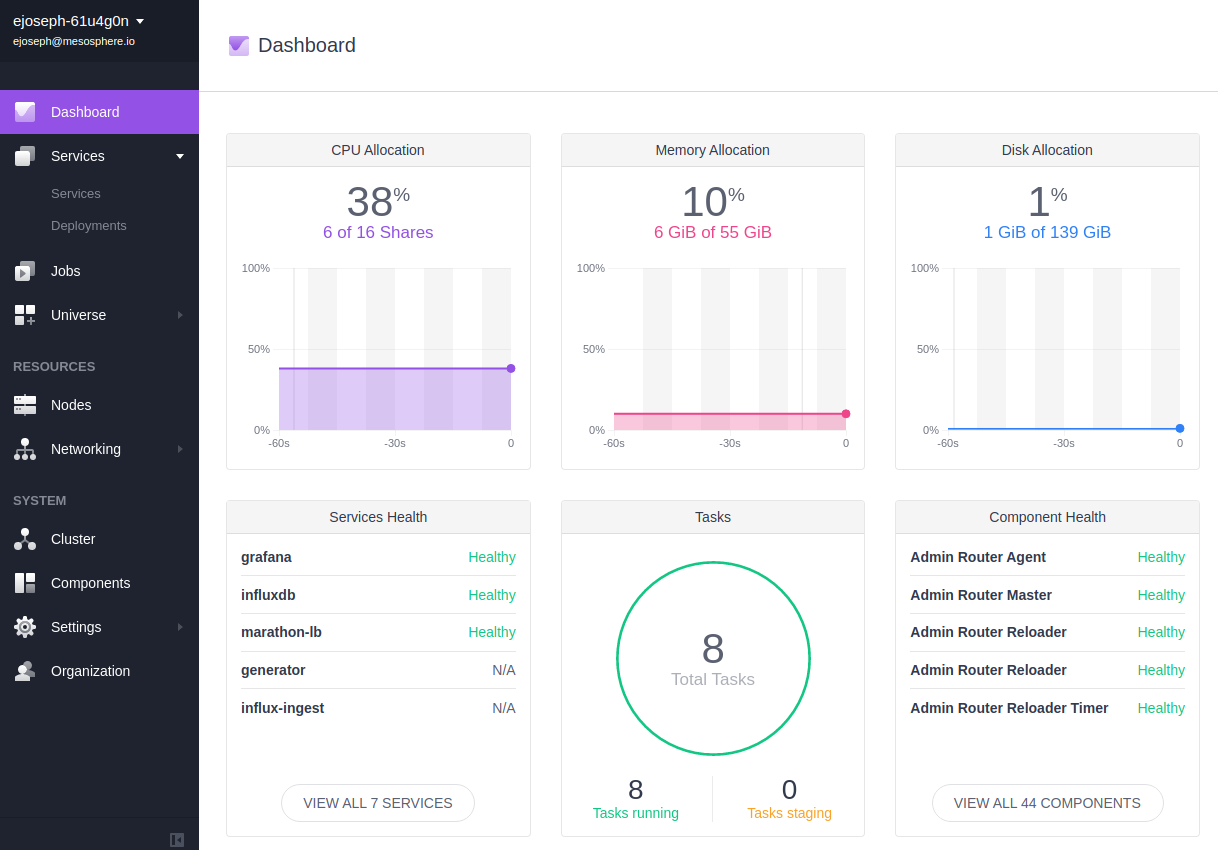 ejoseph-61u4g0n
ejoseph@mesosphere.io
Dashboard
Services
Services
Deployments
Jobs
Universe
RESOURCES
Nodes
Networking
SYSTEM
Cluster
Components
Settings
Organization
Dashboard
CPU Allocation
38%
6 of 16 Shares
100%
50%
0%
-60s -30s 0
Memory Allocation
10%
6 GiB of 55 GiB
100%
50%
0%
-60s -30s 0
Disk Allocation
1%
1 GiB of 139 GiB
100%
50%
0%
-60s -30s 0
Services Health
grafana Healthy
influxdb Healthy
marathon-lb Healthy
generator N/A
influx-ingest N/A
VIEW ALL 7 SERVICES
Tasks
8
Total Tasks
8
Tasks running
0
Tasks staging
Component Health
Admin Router Agent Healthy
Admin Router Master Healthy
Admin Router Reloader Healthy
Admin Router Reloader Healthy
Admin Router Reloader Timer Healthy
VIEW ALL 44 COMPONENTS